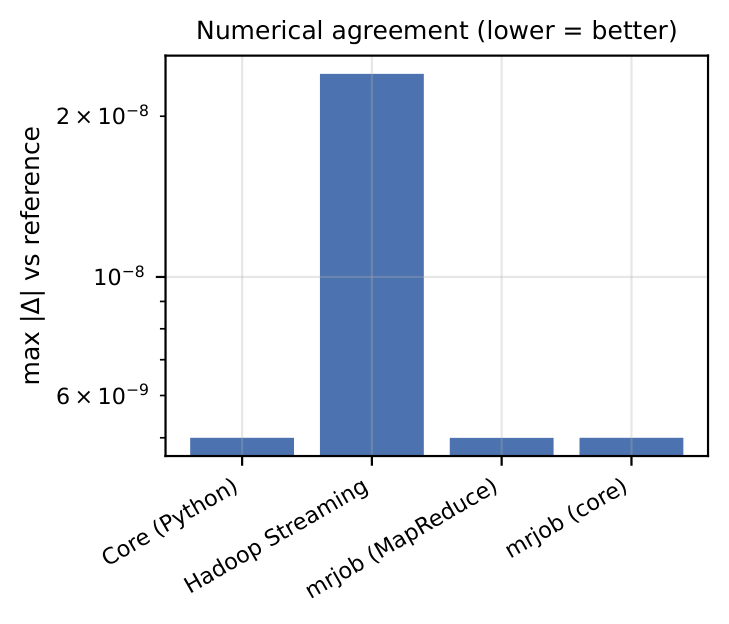 Numerical agreement (lower = better)
max |Δ| vs reference
2 × 10⁻⁸
10⁻⁸
6 × 10⁻⁹
Core (Python)
Hadoop Streaming
mrjob (MapReduce)
mrjob (core)